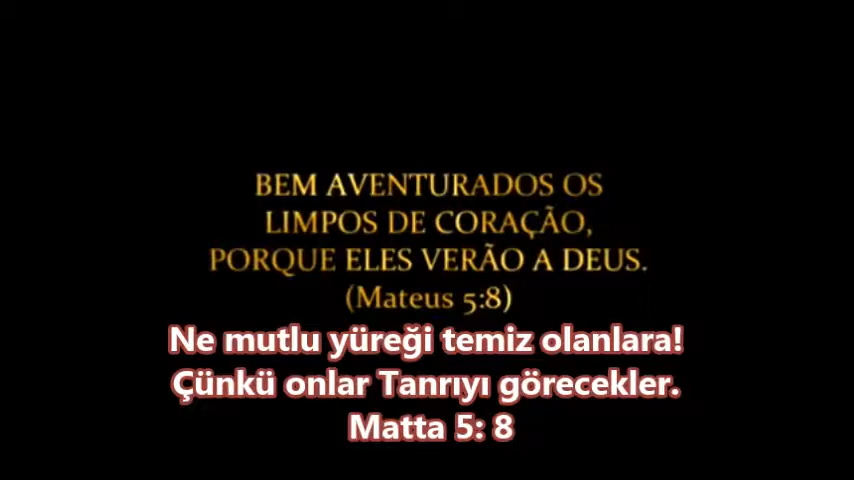 BEM AVENTURADOS OS
LIMPOS DE CORAÇÃO,
PORQUE ELES VERÃO A DEUS.
(Mateus 5:8)
Ne mutlu yüreği temiz olanlara!
Çünkü onlar Tanrıyı görecekler.
Matta 5: 8